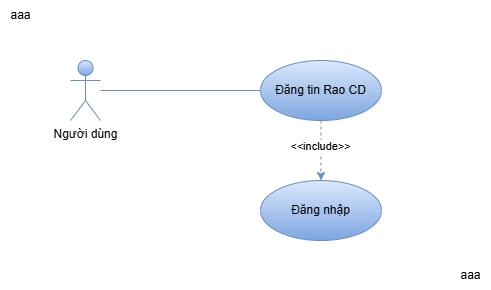 aaa
Đăng tin Rao CD
Người dùng
<<include>>
Đăng nhập
aaa